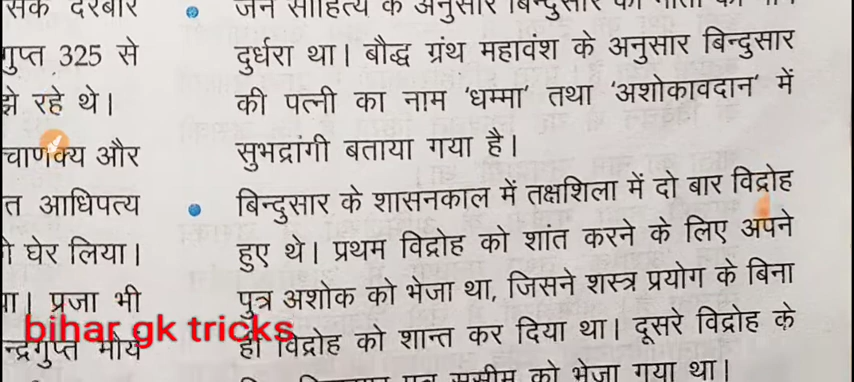 सक दरबार
गुप्त 325 से
झे रहे थे।
चाणक्य और
त आधिपत्य
घेर लिया।
प्रजा भी
न्द्रगुप्त मौर्य
जैन साहित्य के अनुसार बिन्दुसार की माता का
दुर्धरा था। बौद्ध ग्रंथ महावंश के अनुसार बिन्दुसार
की पत्नी का नाम 'धम्मा' तथा 'अशोकावदान' में
सुभद्रांगी बताया गया है।
बिन्दुसार के शासनकाल में तक्षशिला में दो बार विद्रोह
हुए थे। प्रथम विद्रोह को शांत करने के लिए अपने
पुत्र अशोक को भेजा था, जिसने शस्त्र प्रयोग के बिना
ही विद्रोह को शान्त कर दिया था। दूसरे विद्रोह के
सुसीम को भेजा गया था।
bihar gk tricks